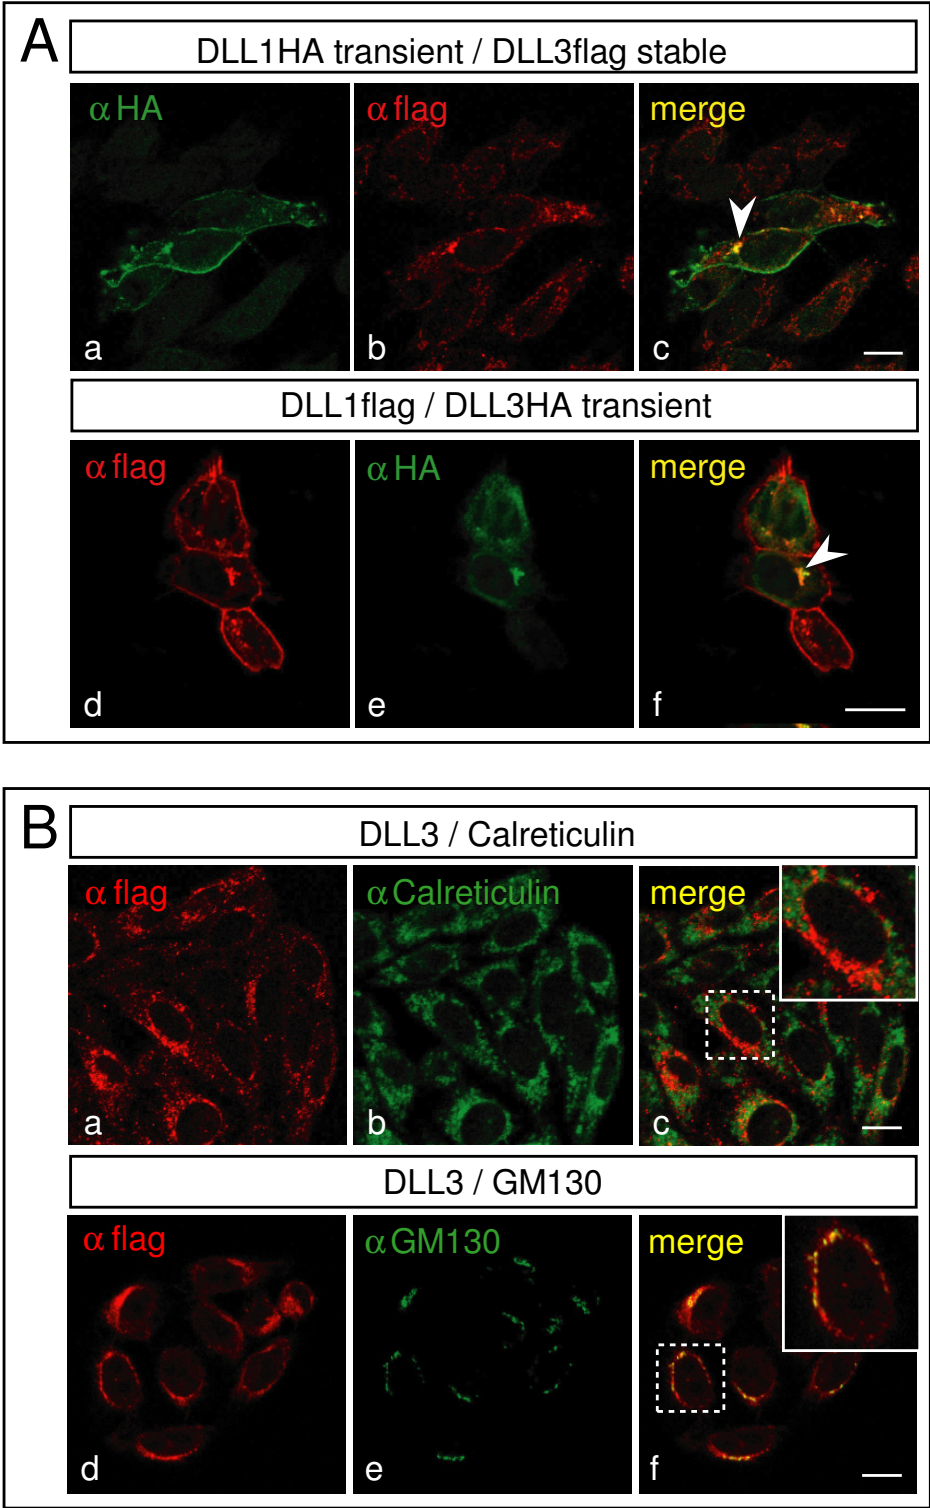 A
DLL1HA transient / DLL3flag stable
α HA
α flag
merge
a
b
c
DLL1flag / DLL3HA transient
α flag
α HA
merge
d
e
f
B
DLL3 / Calreticulin
α flag
α Calreticulin
merge
a
b
c
DLL3 / GM130
α flag
α GM130
merge
d
e
f